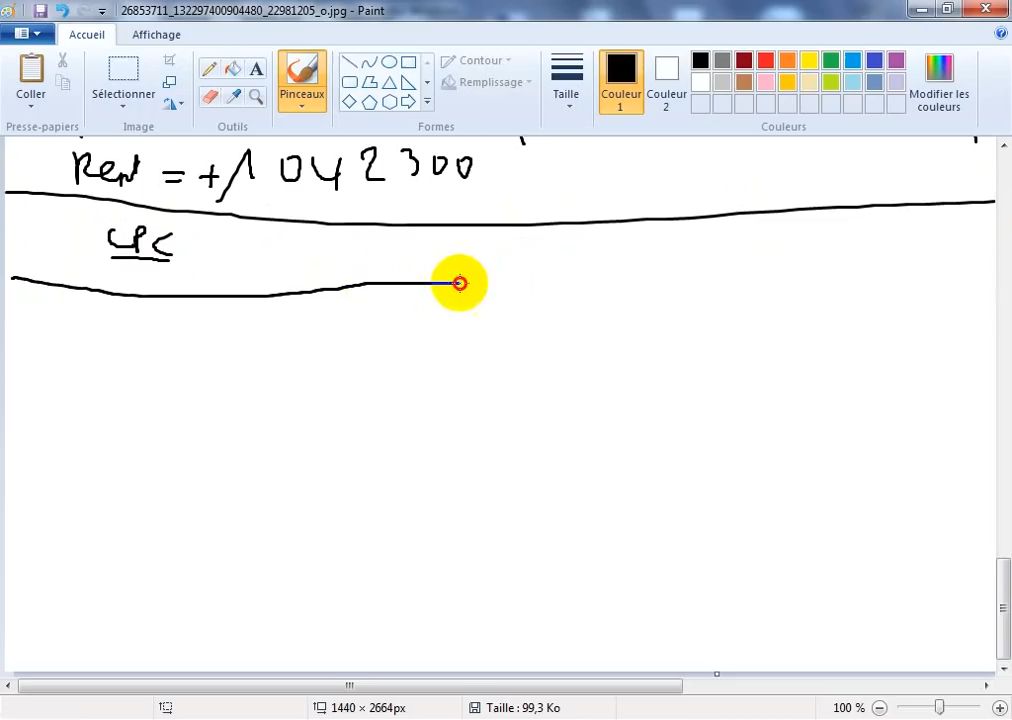 26853711_132297400904480_22981205_o.jpg - Paint
Accueil Affichage
Coller
Sélectionner
Pinceaux
Contour
Remplissage
Taille
Couleur 1
Couleur 2
Modifier les couleurs
Presse-papiers Image Outils Formes Couleurs
= +1 042300
CPC
1440 × 2664px Taille : 99,3 Ko 100 %